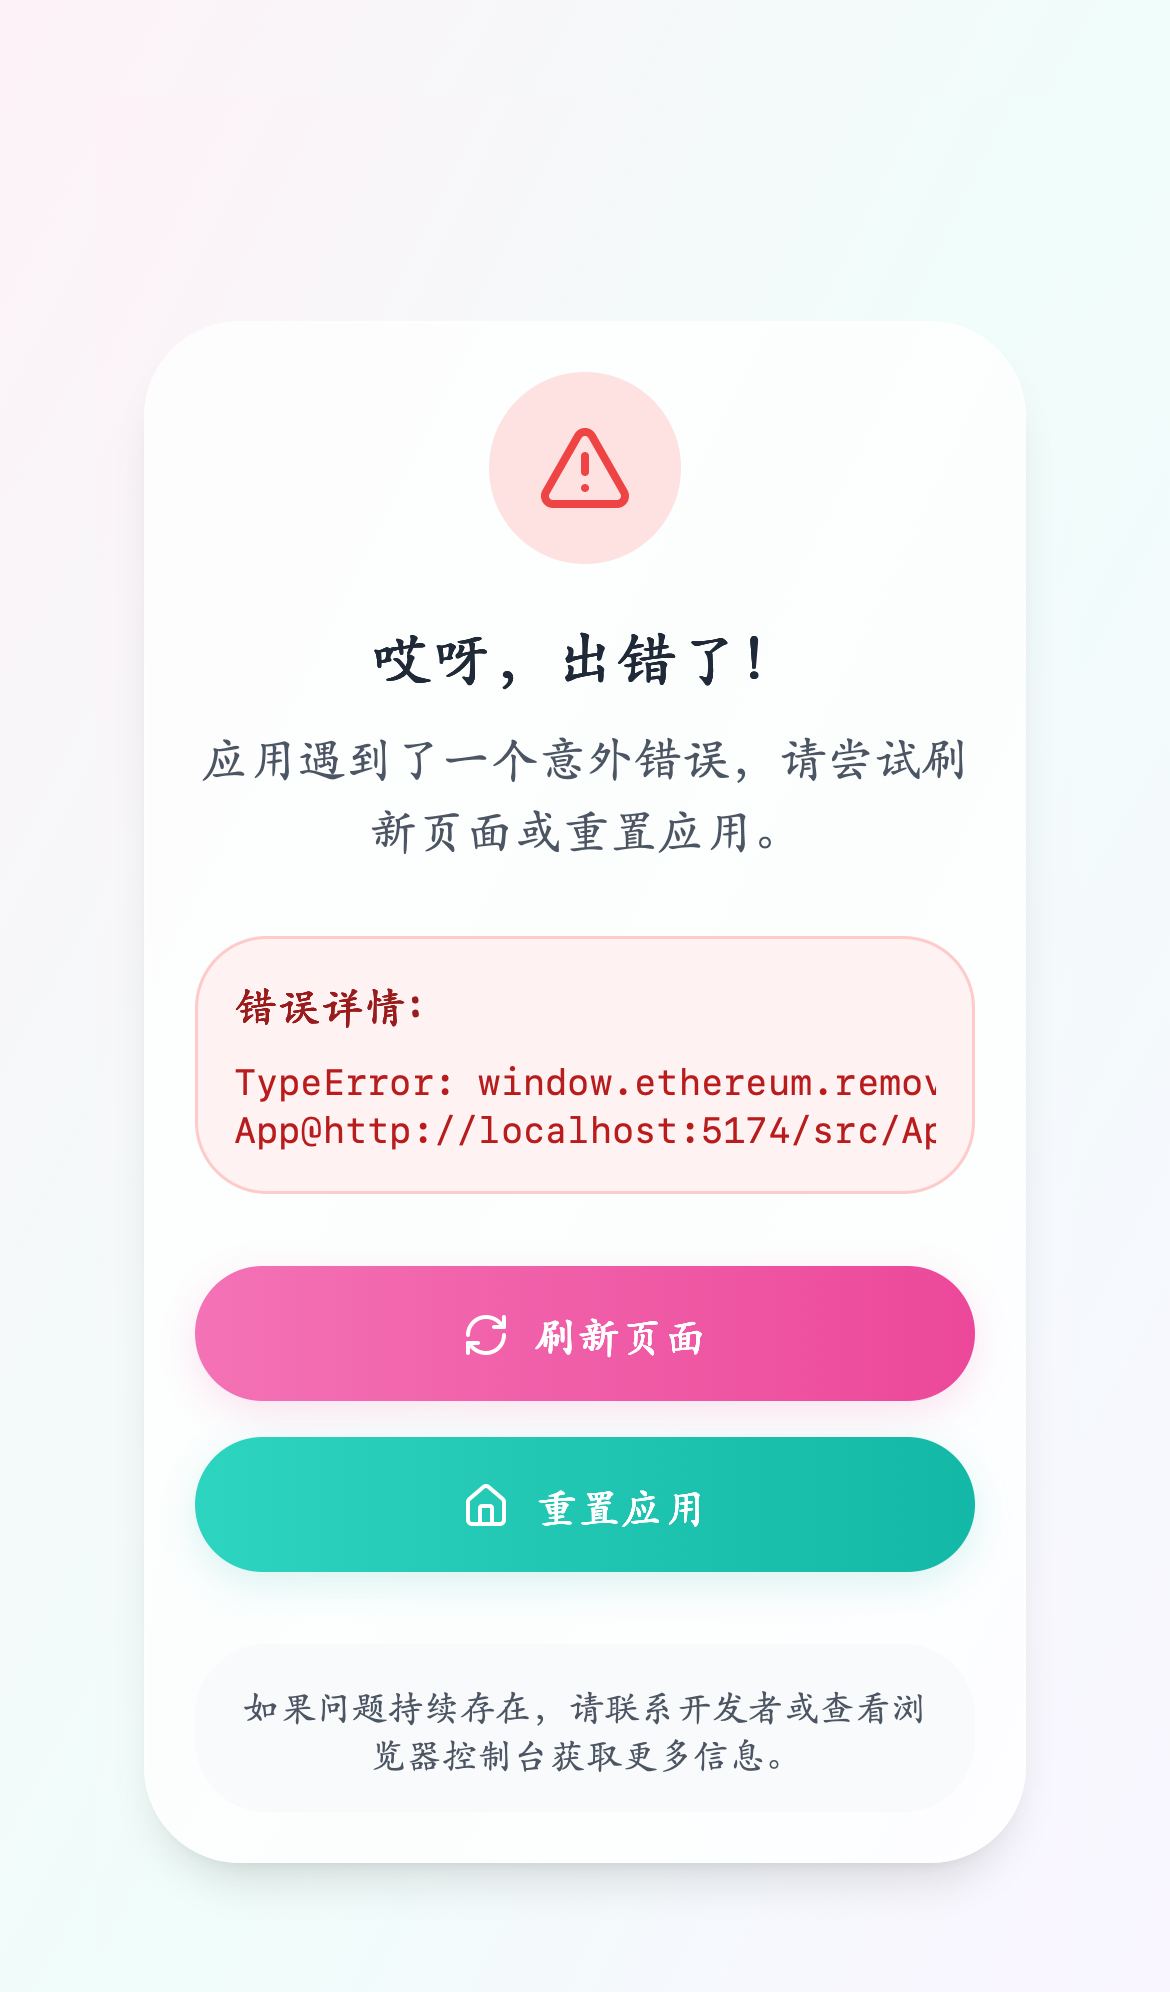 哎呀，出错了！
应用遇到了一个意外错误，请尝试刷
新页面或重置应用。
错误详情：
TypeError: window.ethereum.remov
App@http://localhost:5174/src/Ap
刷新页面
重置应用
如果问题持续存在，请联系开发者或查看浏
览器控制台获取更多信息。